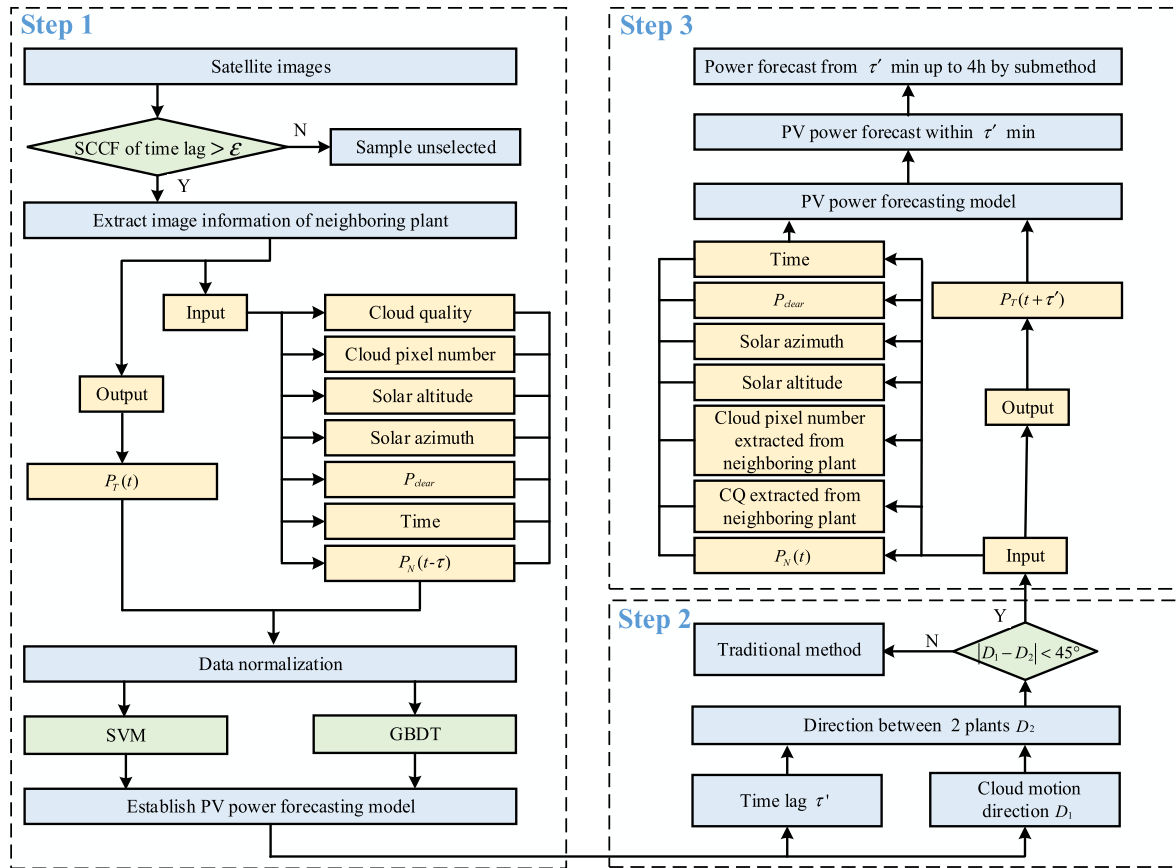 Step 1
Satellite images
SCCF of time lag > ε
N
Sample unselected
Y
Extract image information of neighboring plant
Input
Output
P_T(t)
Cloud quality
Cloud pixel number
Solar altitude
Solar azimuth
P_clear
Time
P_N(t-τ)
Data normalization
SVM
GBDT
Establish PV power forecasting model
Step 2
Time lag τ'
Cloud motion
direction D₁
Direction between 2 plants D₂
|D₁−D₂| < 45°
N
Traditional method
Y
Step 3
Power forecast from τ′ min up to 4h by submethod
PV power forecast within τ′ min
PV power forecasting model
Time
P_clear
Solar azimuth
Solar altitude
Cloud pixel number
extracted from
neighboring plant
CQ extracted from
neighboring plant
P_N(t)
P_T(t+τ′)
Output
Input